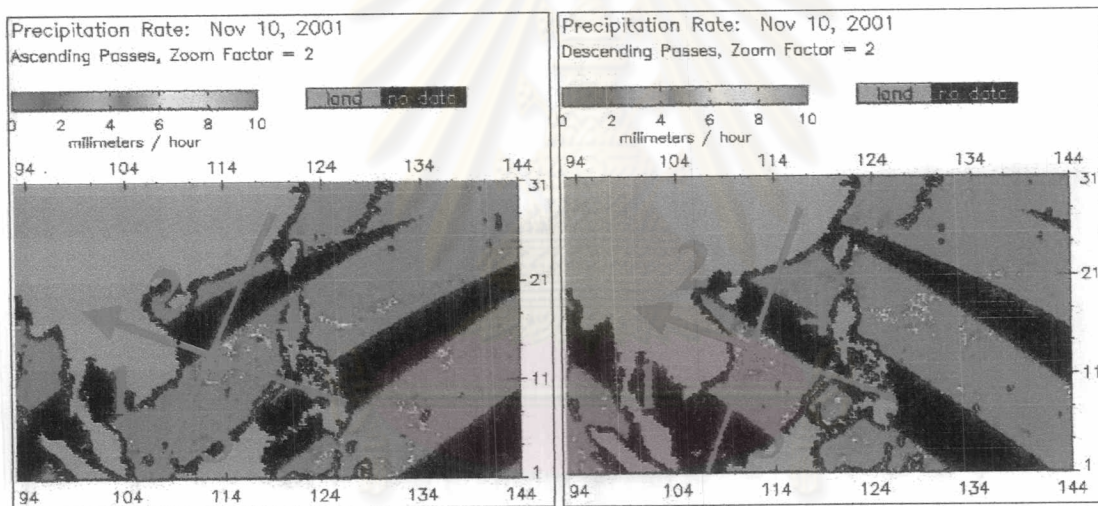 Precipitation Rate: Nov 10, 2001
Ascending Passes, Zoom Factor = 2
land no data
0 2 4 6 8 10
millimeters / hour
94 104 114 124 134 144
31
21
11
1
94 104 114 124 134 144
Precipitation Rate: Nov 10, 2001
Descending Passes, Zoom Factor = 2
land no data
0 2 4 6 8 10
millimeters / hour
94 104 114 124 134 144
31
21
11
1
94 104 114 124 134 144